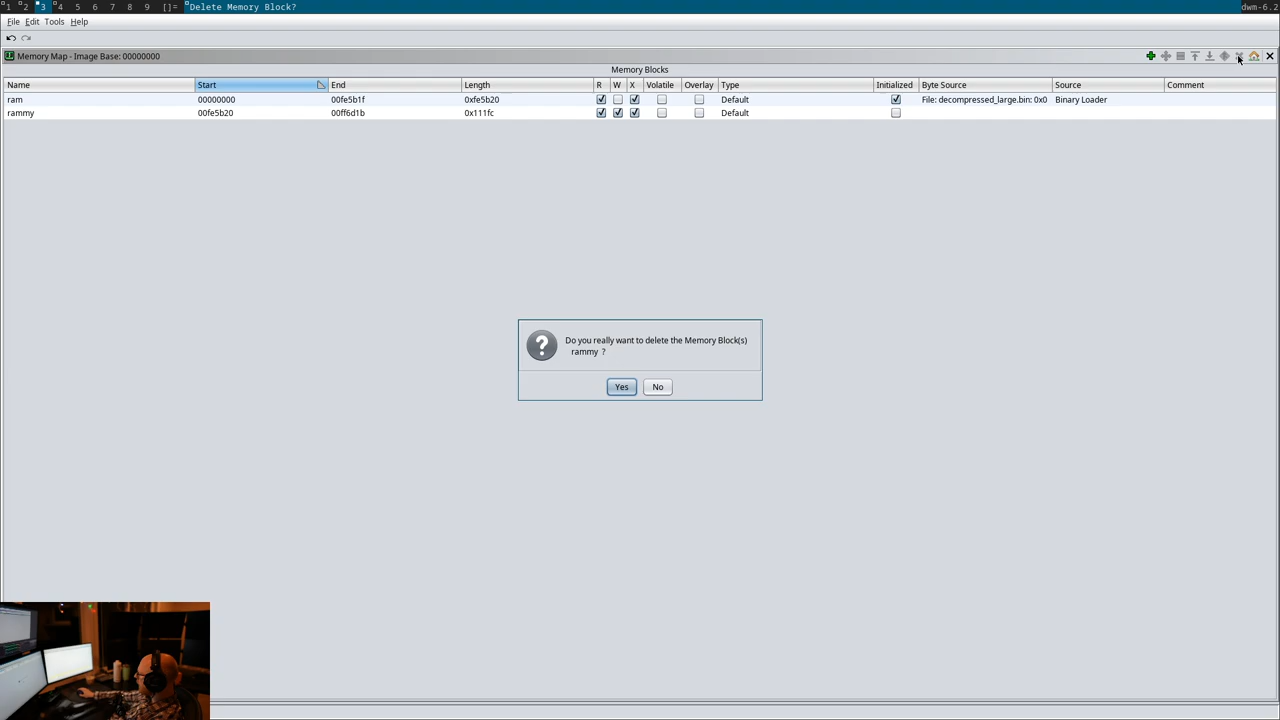 1 2 3 4 5 6 7 8 9 []= Delete Memory Block? dwm-6.2
File Edit Tools Help
Memory Map - Image Base: 00000000
Memory Blocks
Name Start End Length R W X Volatile Overlay Type Initialized Byte Source Source Comment
ram 00000000 00fe5b1f 0xfe5b20 Default File: decompressed_large.bin: 0x0 Binary Loader
rammy 00fe5b20 00ff6d1b 0x111fc Default
Do you really want to delete the Memory Block(s)
rammy ?
Yes No